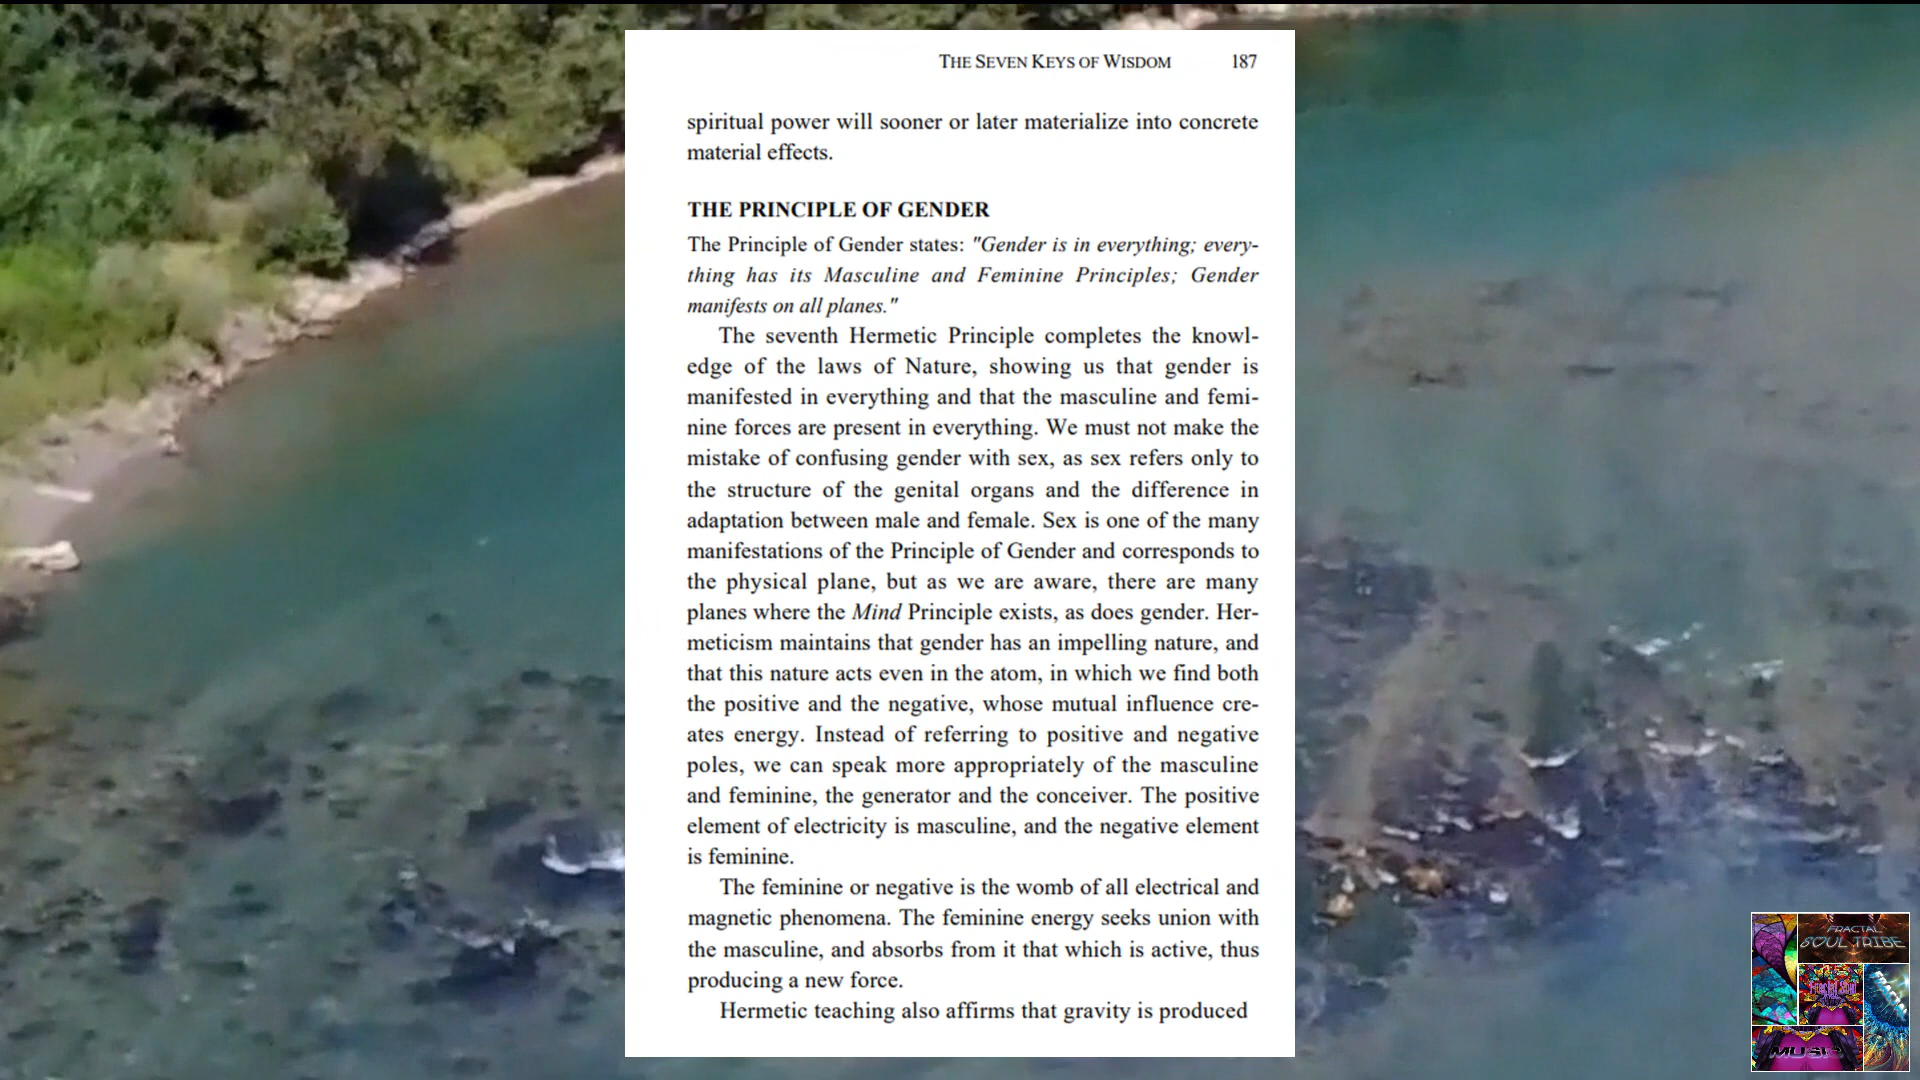 THE SEVEN KEYS OF WISDOM 187
spiritual power will sooner or later materialize into concrete
material effects.
THE PRINCIPLE OF GENDER
The Principle of Gender states: "Gender is in everything; every-
thing has its Masculine and Feminine Principles; Gender
manifests on all planes."
The seventh Hermetic Principle completes the knowl-
edge of the laws of Nature, showing us that gender is
manifested in everything and that the masculine and femi-
nine forces are present in everything. We must not make the
mistake of confusing gender with sex, as sex refers only to
the structure of the genital organs and the difference in
adaptation between male and female. Sex is one of the many
manifestations of the Principle of Gender and corresponds to
the physical plane, but as we are aware, there are many
planes where the Mind Principle exists, as does gender. Her-
meticism maintains that gender has an impelling nature, and
that this nature acts even in the atom, in which we find both
the positive and the negative, whose mutual influence cre-
ates energy. Instead of referring to positive and negative
poles, we can speak more appropriately of the masculine
and feminine, the generator and the conceiver. The positive
element of electricity is masculine, and the negative element
is feminine.
The feminine or negative is the womb of all electrical and
magnetic phenomena. The feminine energy seeks union with
the masculine, and absorbs from it that which is active, thus
producing a new force.
Hermetic teaching also affirms that gravity is produced
FRACTAL
SOUL TRIBE
Fractal Soul
MUSIC